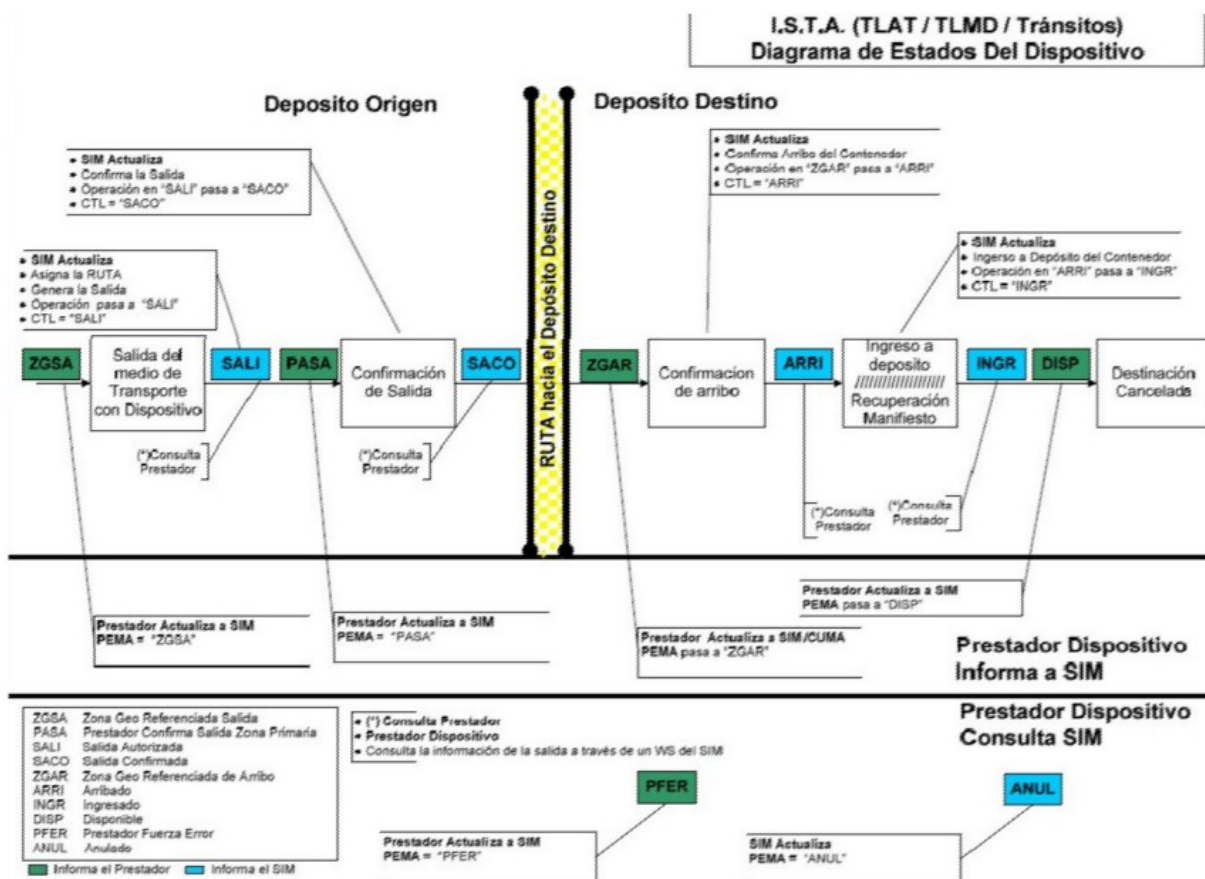 I.S.T.A. (TLAT / TLMD / Tránsitos)
Diagrama de Estados Del Dispositivo
Deposito Origen
Deposito Destino
SIM Actualiza
Confirma la Salida
Operación en "SALI" pasa a "SACO"
CTL = "SACO"
SIM Actualiza
Confirma Arribo del Contenedor
Operación en "ZGAR" pasa a "ARRI"
CTL = "ARRI"
SIM Actualiza
Asigna la RUTA
Genera la Salida
Operación pasa a "SALI"
CTL = "SALI"
SIM Actualiza
Ingerso a Depósito del Contenedor
Operación en "ARRI" pasa a "INGR"
CTL = "INGR"
ZGSA
Salida del
medio de
Transporte
con Dispositivo
SALI
PASA
Confirmación
de Salida
SACO
RUTA hacia el Depósito Destino
ZGAR
Confirmacion
de arribo
ARRI
Ingreso a
deposito
/////////////////////
Recuperación
Manifiesto
INGR
DISP
Destinación
Cancelada
(*)Consulta
Prestador
(*)Consulta
Prestador
(*)Consulta
Prestador
(*)Consulta
Prestador
Prestador Actualiza a SIM
PEMA = "ZGSA"
Prestador Actualiza a SIM
PEMA = "PASA"
Prestador Actualiza a SIM/CUMA
PEMA pasa a "ZGAR"
Prestador Actualiza a SIM
PEMA pasa a "DISP"
Prestador Dispositivo
Informa a SIM
Prestador Dispositivo
Consulta SIM
ZGSA Zona Geo Referenciada Salida
PASA Prestador Confirma Salida Zona Primaria
SALI Salida Autorizada
SACO Salida Confirmada
ZGAR Zona Geo Referenciada de Arribo
ARRI Arribado
INGR Ingresado
DISP Disponible
PFER Prestador Fuerza Error
ANUL Anulado
Informa el Prestador
Informa el SIM
(*) Consulta Prestador
Prestador Dispositivo
Consulta la información de la salida a través de un WS del SIM
PFER
Prestador Actualiza a SIM
PEMA = "PFER"
ANUL
SIM Actualiza
PEMA = "ANUL"